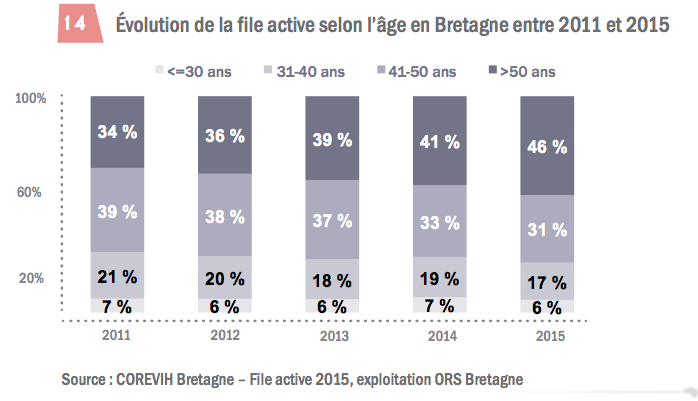 14 Évolution de la file active selon l'âge en Bretagne entre 2011 et 2015
<=30 ans 31-40 ans 41-50 ans >50 ans
100%
34 % 36 % 39 % 41 % 46 %
60%
39 % 38 % 37 % 33 % 31 %
20%
21 % 20 % 18 % 19 % 17 %
7 % 6 % 6 % 7 % 6 %
2011 2012 2013 2014 2015
Source : COREVIH Bretagne – File active 2015, exploitation ORS Bretagne